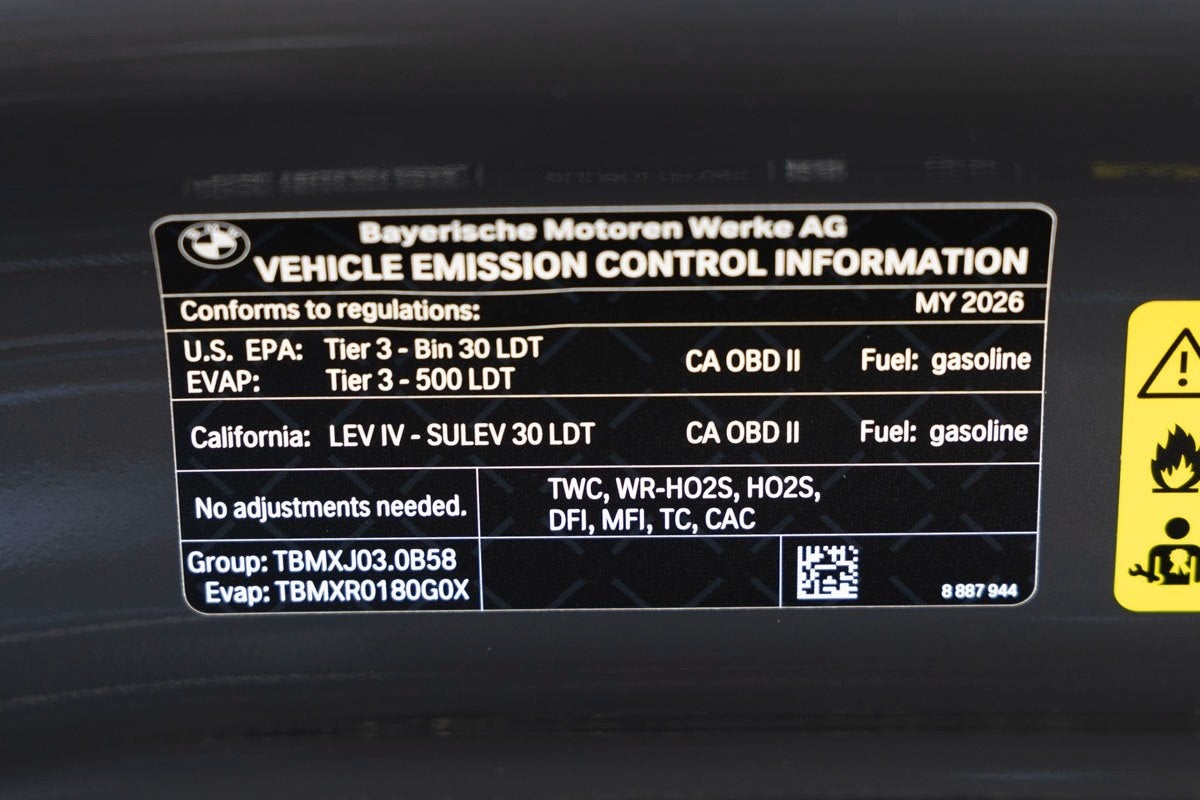 Bayerische Motoren Werke AG
VEHICLE EMISSION CONTROL INFORMATION
Conforms to regulations: MY 2026
U.S. EPA: Tier 3 - Bin 30 LDT
EVAP: Tier 3 - 500 LDT
CA OBD II Fuel: gasoline
California: LEV IV - SULEV 30 LDT CA OBD II Fuel: gasoline
No adjustments needed.
TWC, WR-HO2S, HO2S,
DFI, MFI, TC, CAC
Group: TBMXJ03.0B58
Evap: TBMXR0180G0X
8 887 944